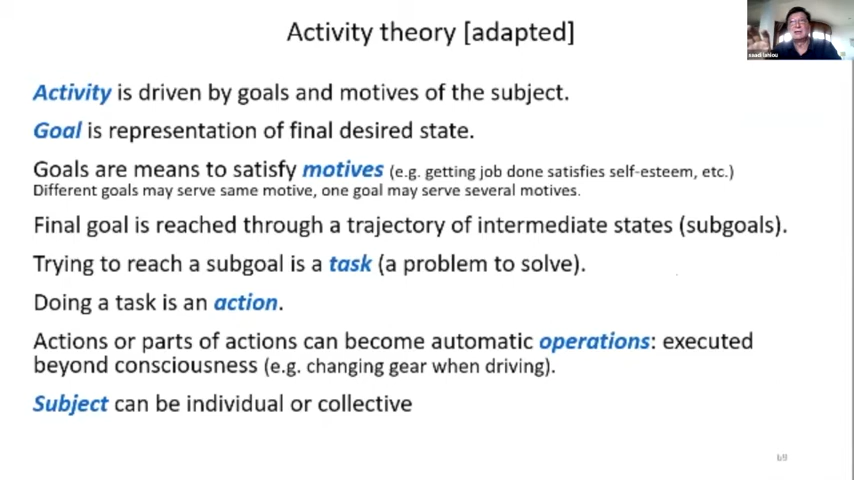 Activity theory [adapted]
Activity is driven by goals and motives of the subject.
Goal is representation of final desired state.
Goals are means to satisfy motives (e.g. getting job done satisfies self-esteem, etc.)
Different goals may serve same motive, one goal may serve several motives.
Final goal is reached through a trajectory of intermediate states (subgoals).
Trying to reach a subgoal is a task (a problem to solve).
Doing a task is an action.
Actions or parts of actions can become automatic operations: executed
beyond consciousness (e.g. changing gear when driving).
Subject can be individual or collective
69